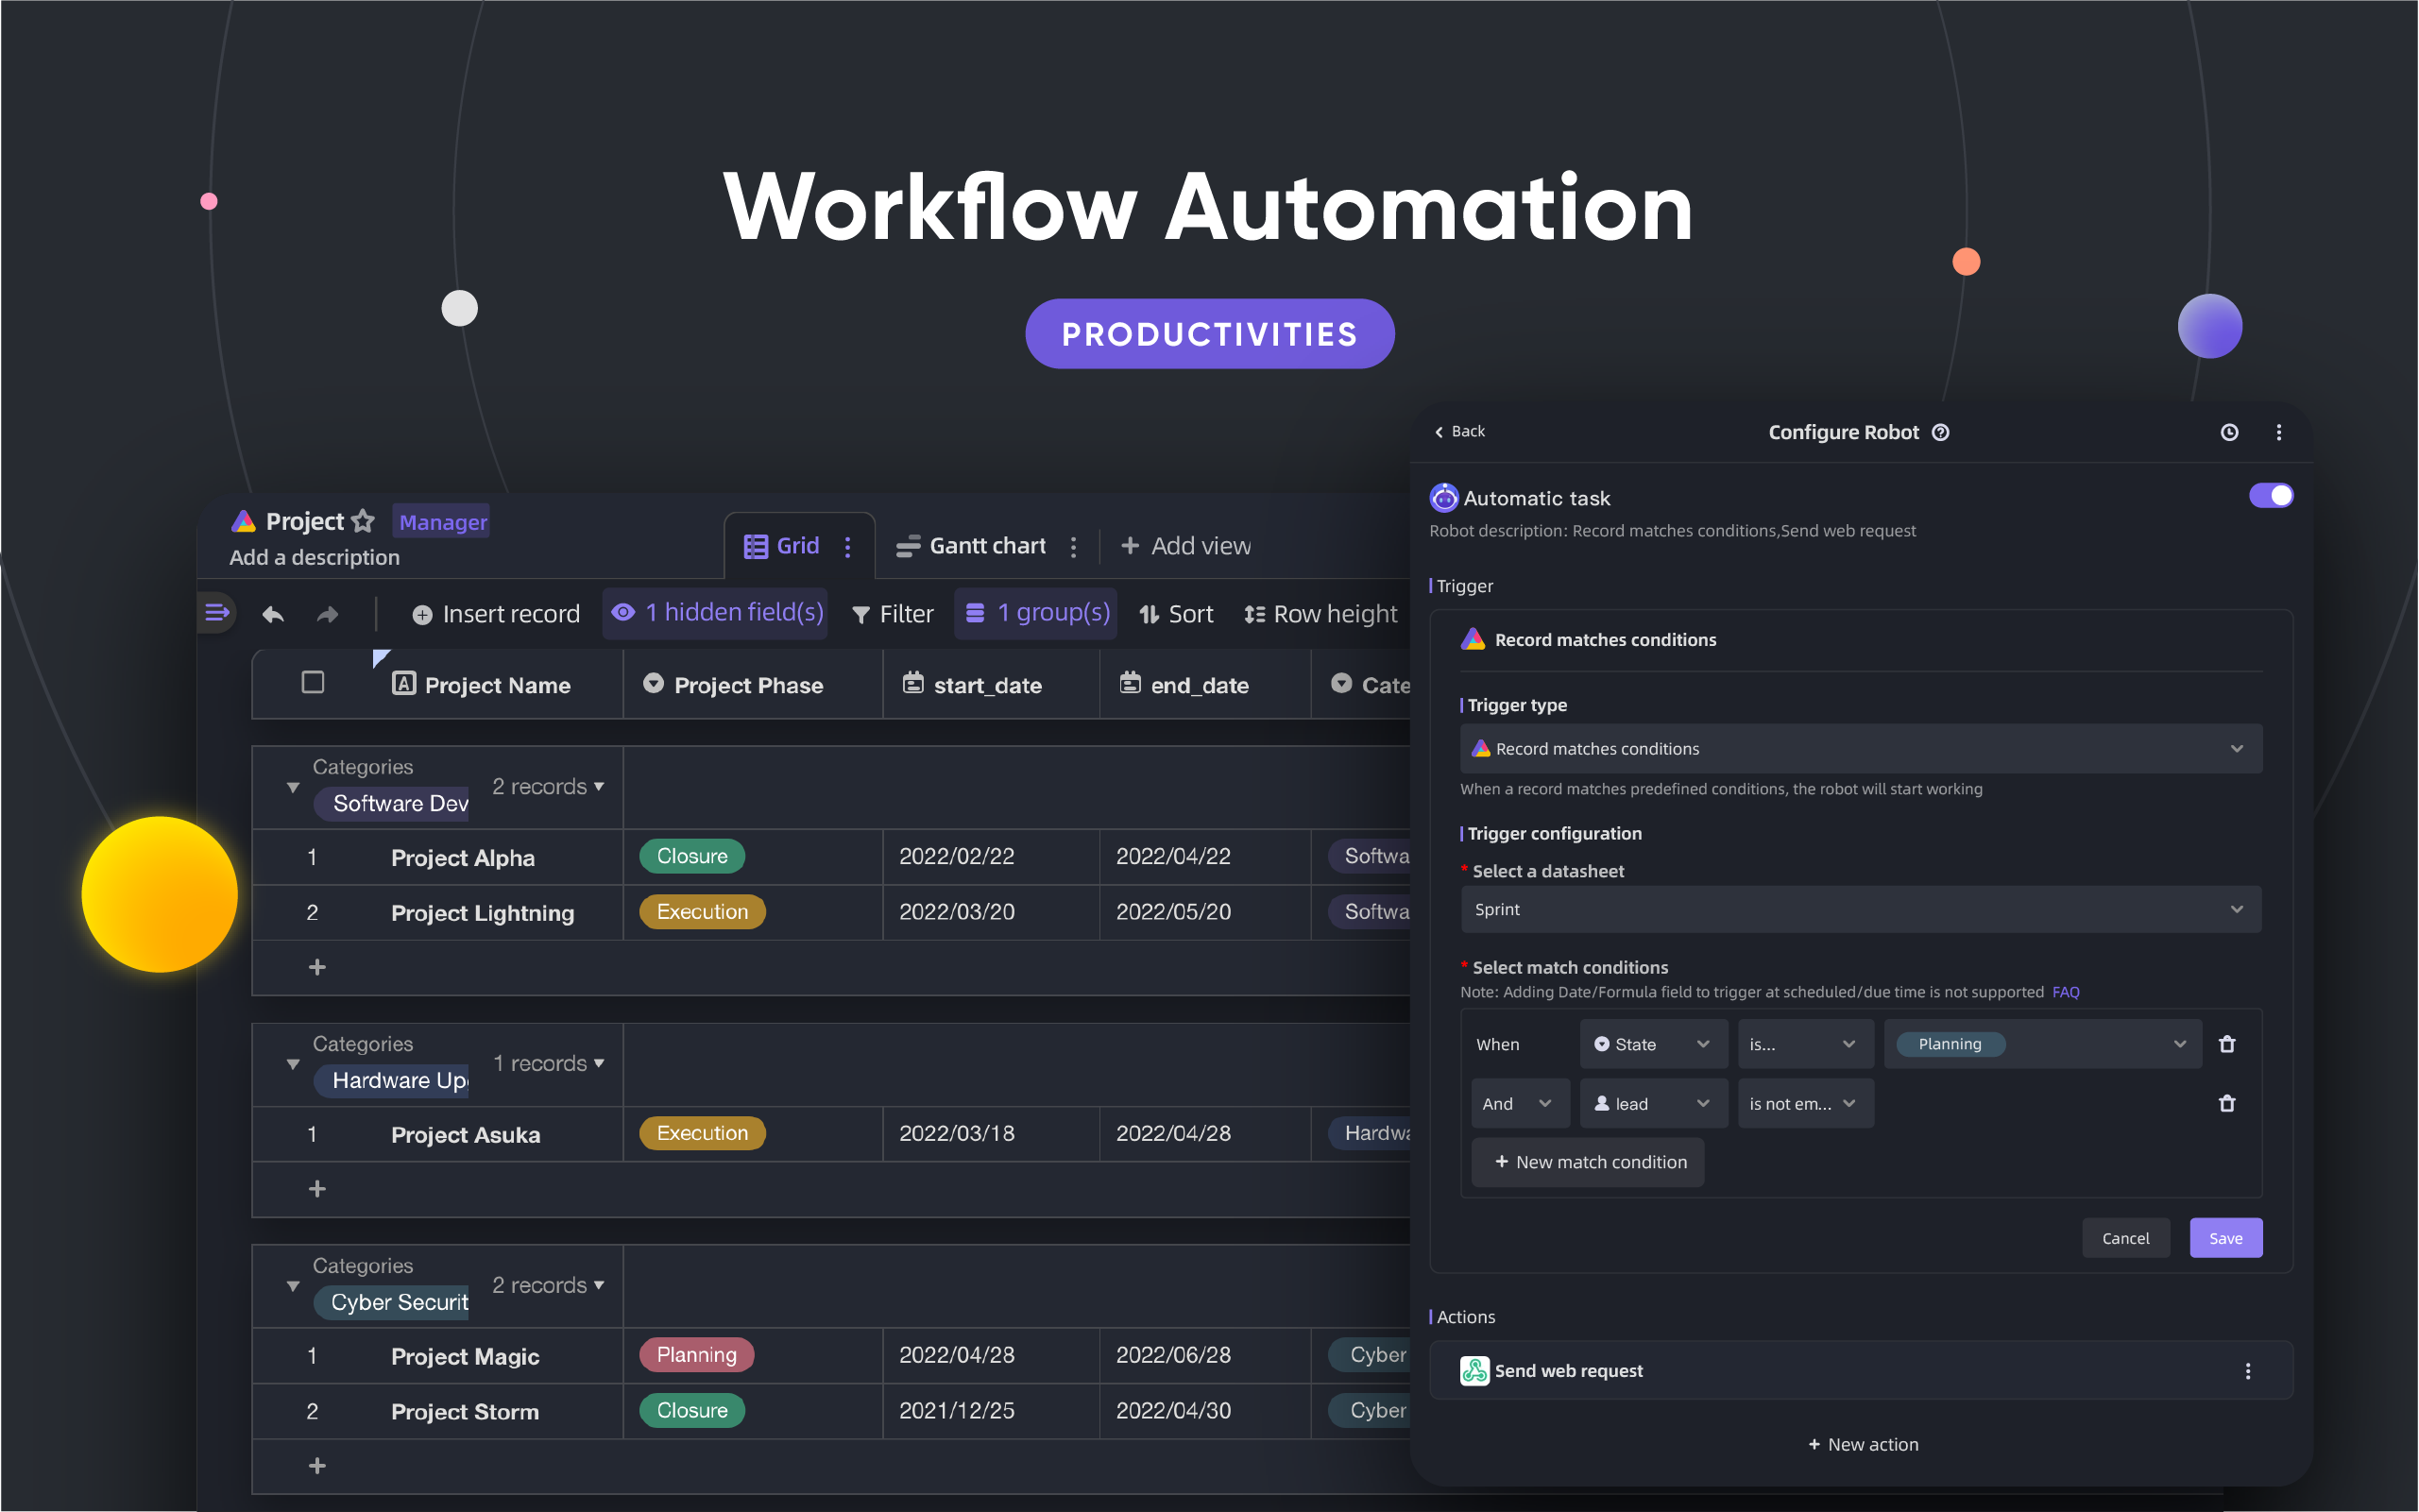 Workflow Automation
PRODUCTIVITIES
Project Manager
Add a description
Grid Gantt chart + Add view
Insert record 1 hidden field(s) Filter 1 group(s) Sort Row height
Project Name Project Phase start_date end_date Cate
Categories
Software Dev 2 records
1 Project Alpha Closure 2022/02/22 2022/04/22 Softwa
2 Project Lightning Execution 2022/03/20 2022/05/20 Softwa
+
Categories
Hardware Up 1 records
1 Project Asuka Execution 2022/03/18 2022/04/28 Hardwa
+
Categories
Cyber Securit 2 records
1 Project Magic Planning 2022/04/28 2022/06/28 Cyber
2 Project Storm Closure 2021/12/25 2022/04/30 Cyber
+
Back Configure Robot
Automatic task
Robot description: Record matches conditions,Send web request
Trigger
Record matches conditions
Trigger type
Record matches conditions
When a record matches predefined conditions, the robot will start working
Trigger configuration
* Select a datasheet
Sprint
* Select match conditions
Note: Adding Date/Formula field to trigger at scheduled/due time is not supported FAQ
When State is... Planning
And lead is not em...
+ New match condition
Cancel Save
Actions
Send web request
+ New action